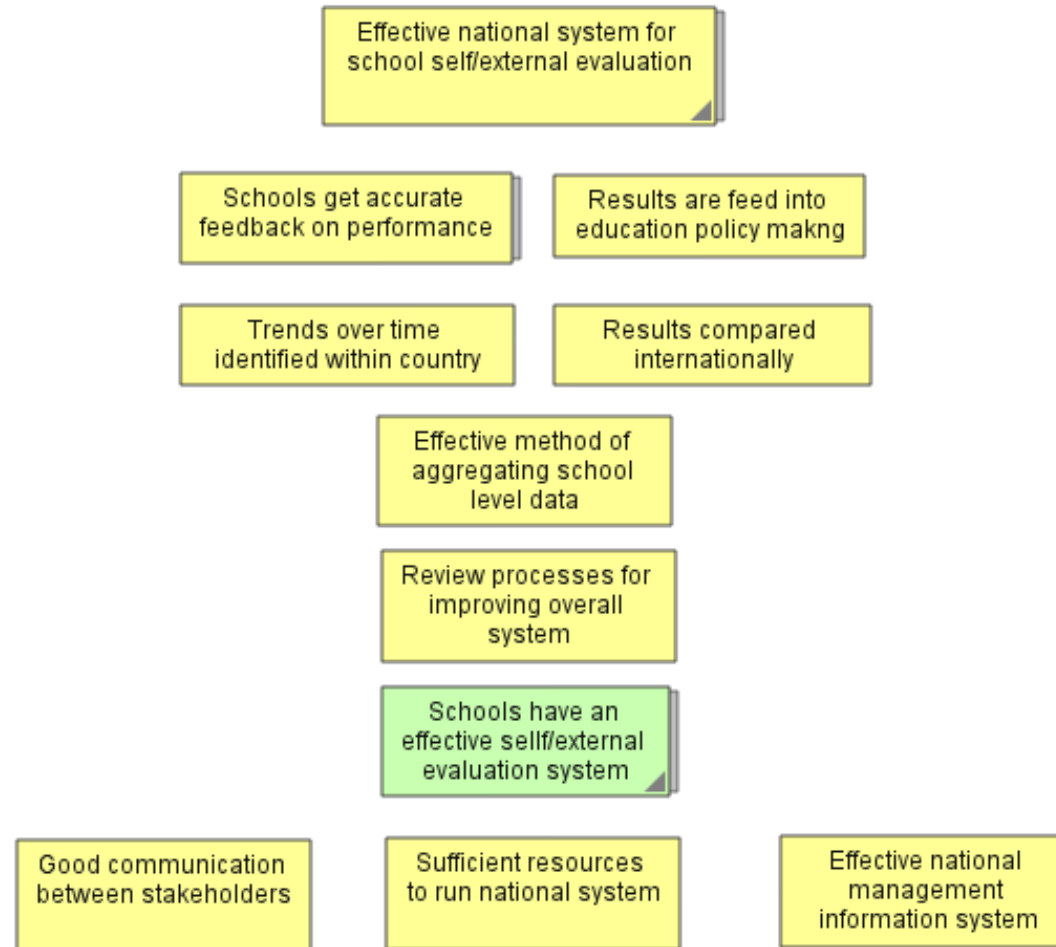 Effective national system for
school self/external evaluation
Schools get accurate
feedback on performance
Results are feed into
education policy makng
Trends over time
identified within country
Results compared
internationally
Effective method of
aggregating school
level data
Review processes for
improving overall
system
Schools have an
effective sellf/external
evaluation system
Good communication
between stakeholders
Sufficient resources
to run national system
Effective national
management
information system